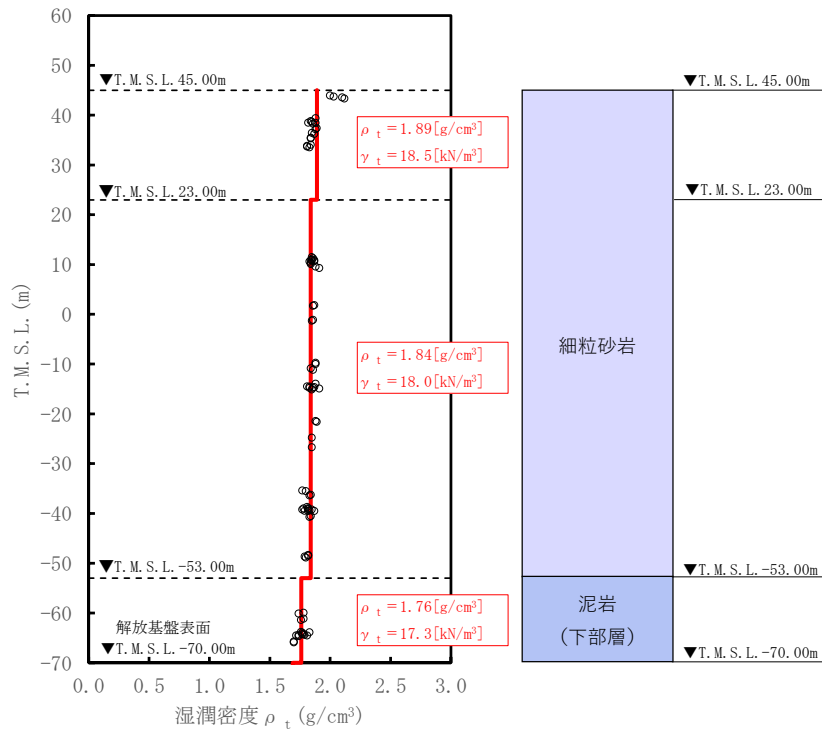 60
50
▼T.M.S.L.45.00m
▼T.M.S.L.45.00m
40
ρ t＝1.89[g/cm³]
γ t＝18.5[kN/m³]
30
▼T.M.S.L.23.00m
▼T.M.S.L.23.00m
20
10
0
-10
-20
-30
-40
-50
-60
-70
T.M.S.L.(m)
ρ t＝1.84[g/cm³]
γ t＝18.0[kN/m³]
細粒砂岩
▼T.M.S.L.-53.00m
▼T.M.S.L.-53.00m
ρ t＝1.76[g/cm³]
γ t＝17.3[kN/m³]
泥岩
（下部層）
解放基盤表面
▼T.M.S.L.-70.00m
▼T.M.S.L.-70.00m
0.0 0.5 1.0 1.5 2.0 2.5 3.0
湿潤密度ρ t(g/cm³)